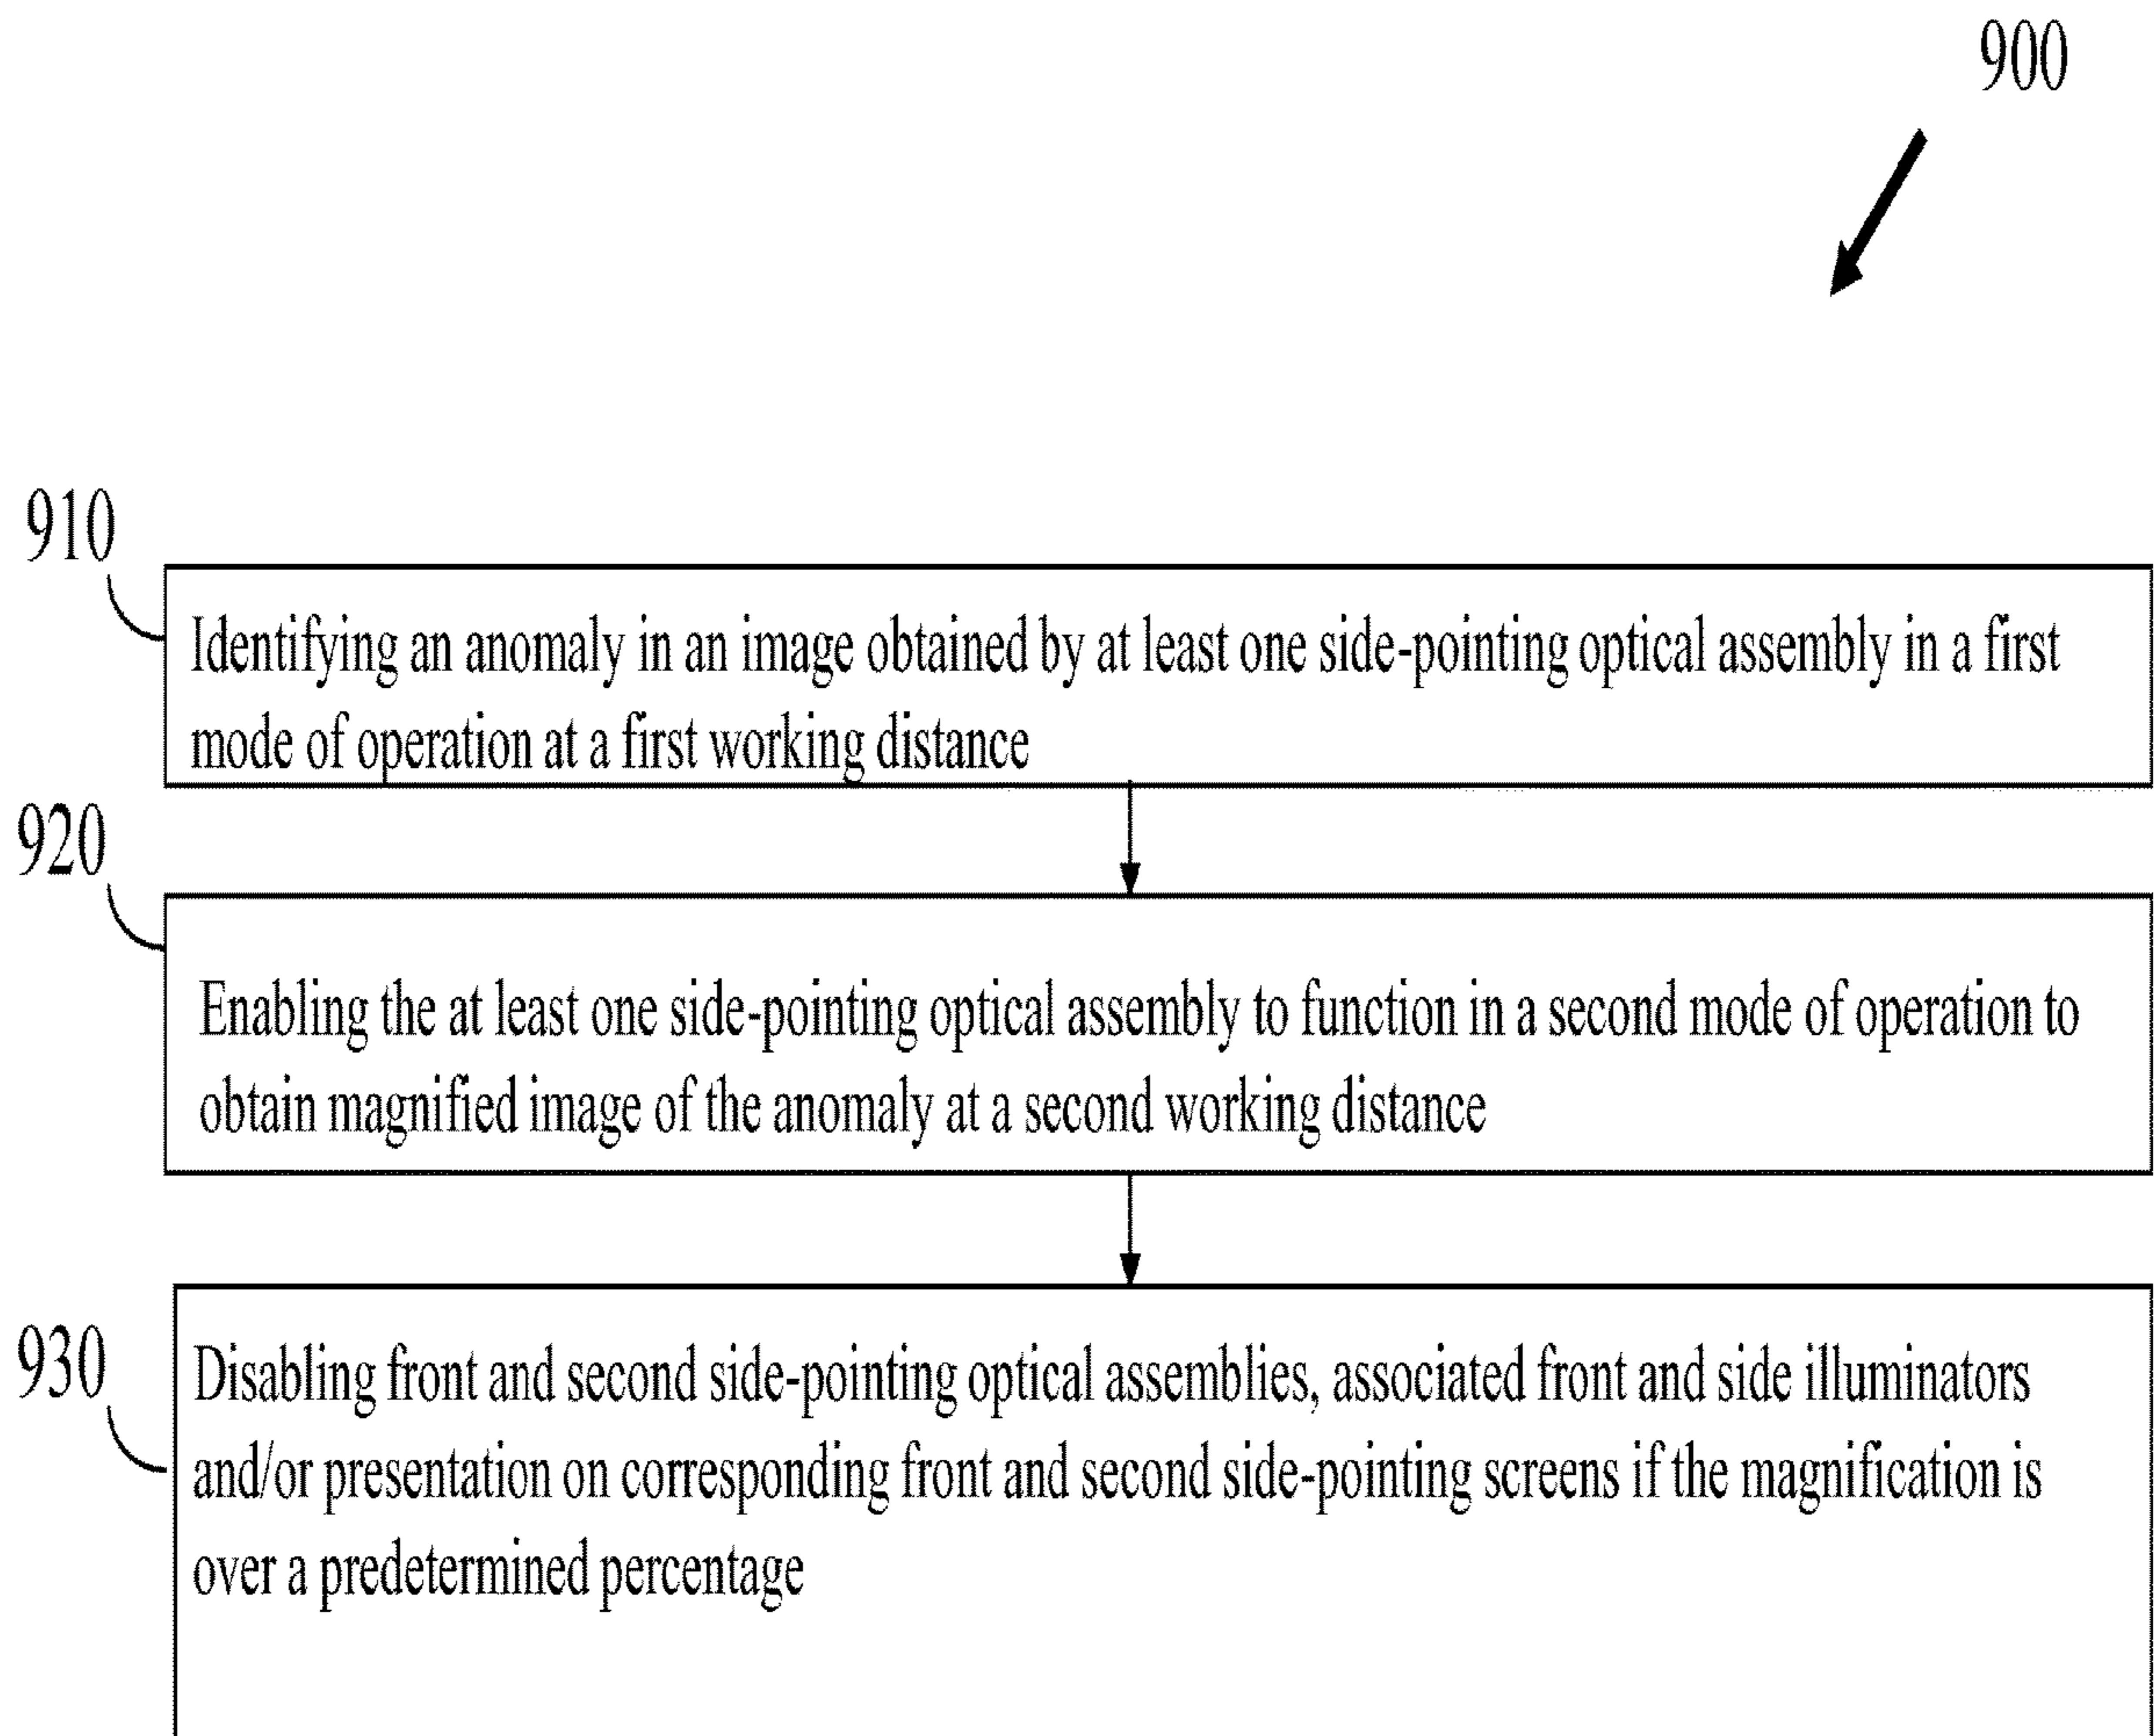 900
910
Identifying an anomaly in an image obtained by at least one side-pointing optical assembly in a first
mode of operation at a first working distance
920
Enabling the at least one side-pointing optical assembly to function in a second mode of operation to
obtain magnified image of the anomaly at a second working distance
930
Disabling front and second side-pointing optical assemblies, associated front and side illuminators
and/or presentation on corresponding front and second side-pointing screens if the magnification is
over a predetermined percentage